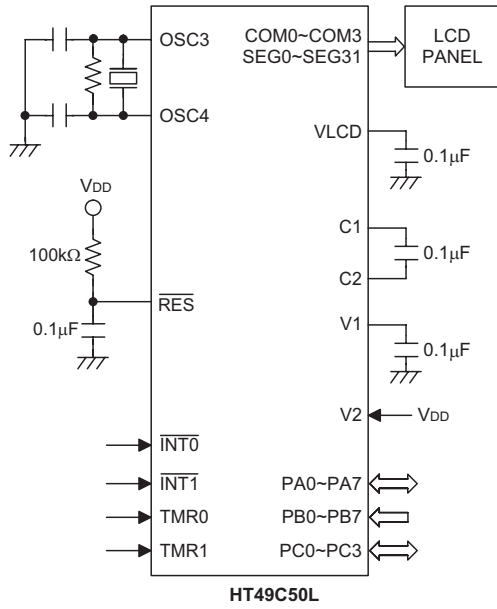 OSC3
OSC4
VDD
100kΩ
0.1μF
RES
INT0
INT1
TMR0
TMR1
COM0~COM3
SEG0~SEG31
LCD
PANEL
VLCD
0.1μF
C1
0.1μF
C2
V1
0.1μF
V2
VDD
PA0~PA7
PB0~PB7
PC0~PC3
HT49C50L